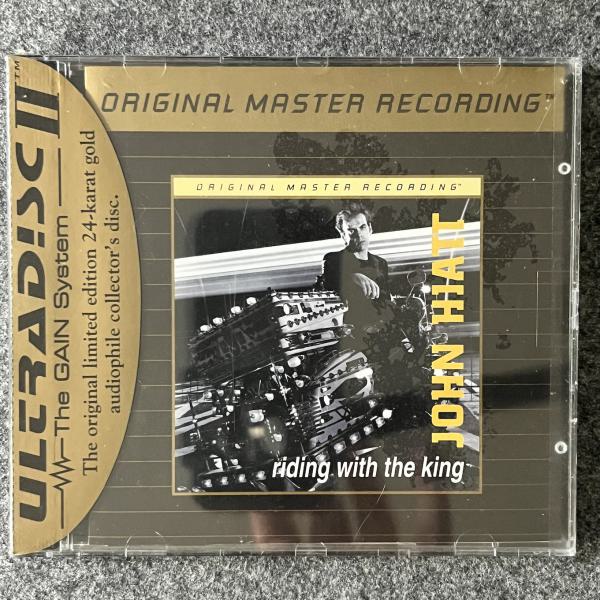 ULTRADISC II™
The GAIN System
The original limited edition 24-karat gold
audiophile collector's disc.
ORIGINAL MASTER RECORDING™
ORIGINAL MASTER RECORDING™
JOHN HIATT
riding with the king